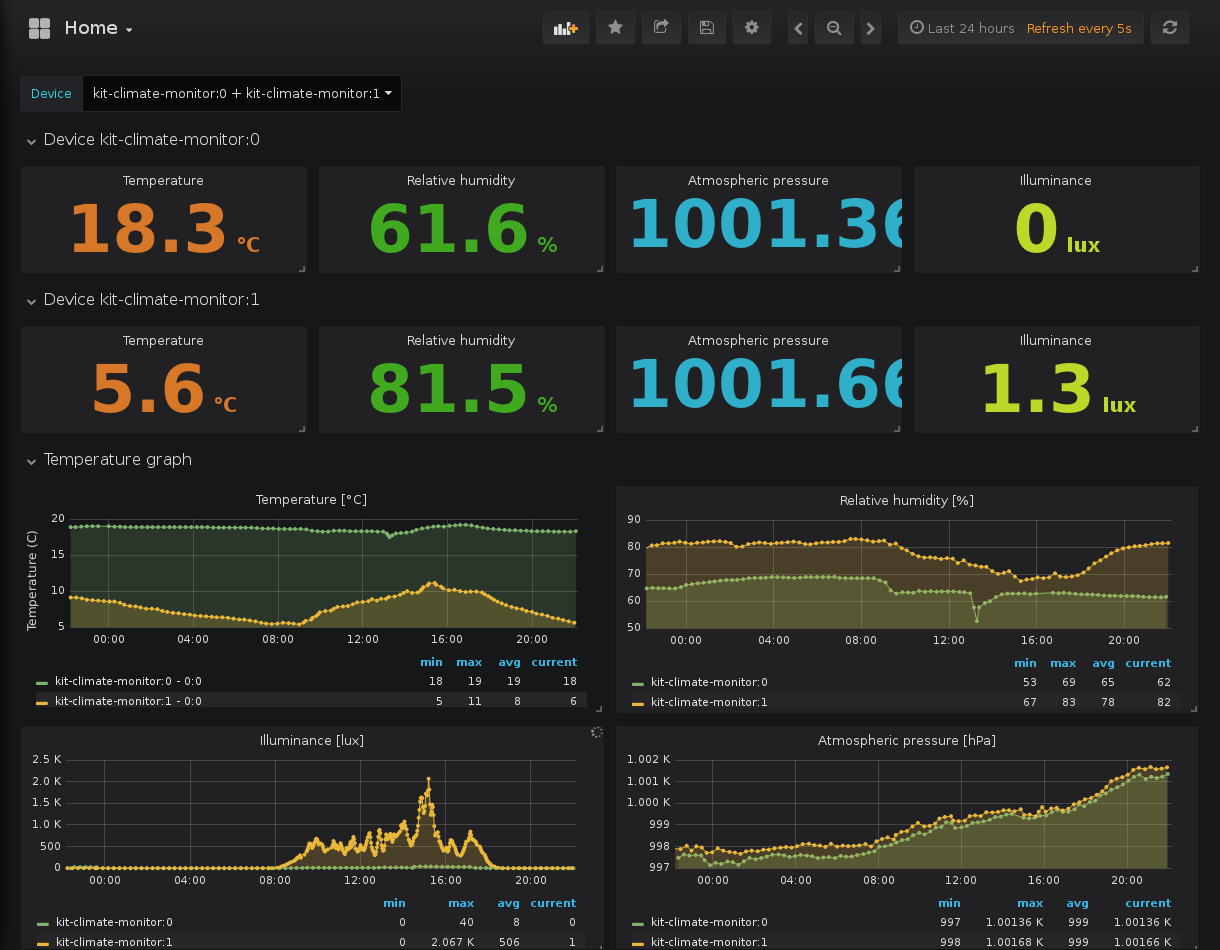 Home
Last 24 hours Refresh every 5s
Device kit-climate-monitor:0 + kit-climate-monitor:1
Device kit-climate-monitor:0
Temperature Relative humidity Atmospheric pressure Illuminance
18.3 °C 61.6 % 1001.36 0 lux
Device kit-climate-monitor:1
Temperature Relative humidity Atmospheric pressure Illuminance
5.6 °C 81.5 % 1001.66 1.3 lux
Temperature graph
Temperature [°C]
Temperature (C)
20
15
10
5
00:00 04:00 08:00 12:00 16:00 20:00
min max avg current
kit-climate-monitor:0 - 0:0 18 19 19 18
kit-climate-monitor:1 - 0:0 5 11 8 6
Relative humidity [%]
90
80
70
60
50
00:00 04:00 08:00 12:00 16:00 20:00
min max avg current
kit-climate-monitor:0 53 69 65 62
kit-climate-monitor:1 67 83 78 82
Illuminance [lux]
2.5 K
2.0 K
1.5 K
1.0 K
500
0
00:00 04:00 08:00 12:00 16:00 20:00
min max avg current
kit-climate-monitor:0 0 40 8 0
kit-climate-monitor:1 0 2.067 K 506 1
Atmospheric pressure [hPa]
1.002 K
1.001 K
1.000 K
999
998
997
00:00 04:00 08:00 12:00 16:00 20:00
min max avg current
kit-climate-monitor:0 997 1.00136 K 999 1.00136 K
kit-climate-monitor:1 998 1.00168 K 999 1.00166 K